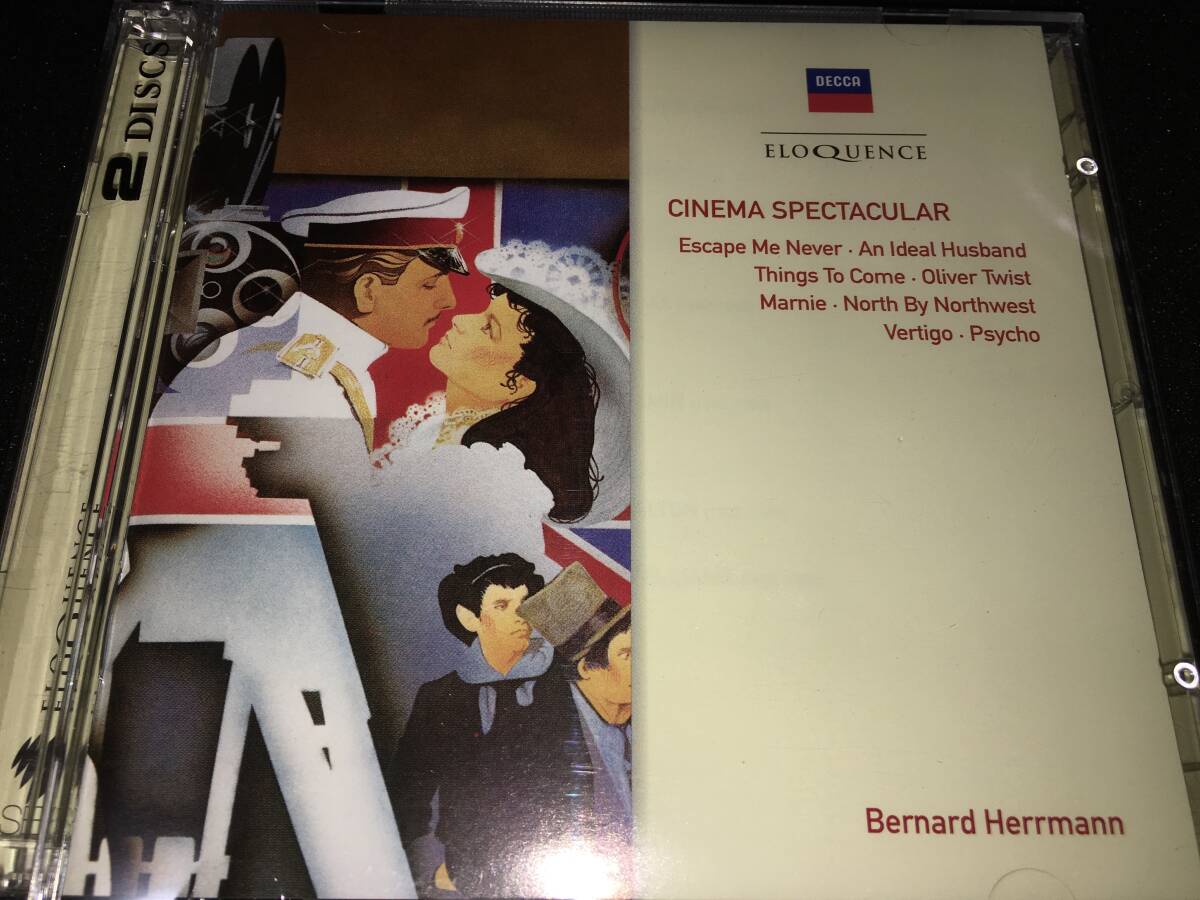 2 DISCS
DECCA
ELOQUENCE
CINEMA SPECTACULAR
Escape Me Never · An Ideal Husband
Things To Come · Oliver Twist
Marnie · North By Northwest
Vertigo · Psycho
ELOQUENCE
Bernard Herrmann